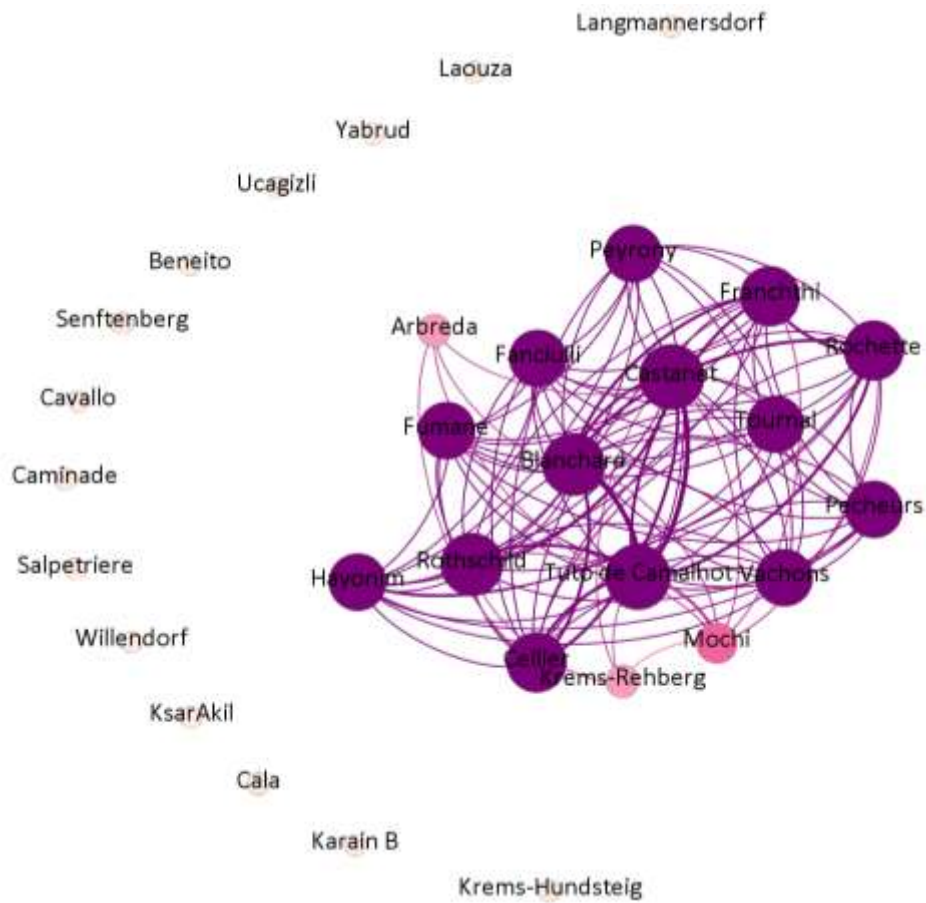 Langmannersdorf
Laouza
Yabrud
Ucagizli
Peyrony
Beneito
Franchthi
Senftenberg
Arbreda
Rochette
Fanciulli
Castanet
Cavallo
Fumane
Tournal
Blanchard
Caminade
Pecheurs
Salpetriere
Rothschild
Hayonim
Tuto de Camalhot
Vachons
Willendorf
Mochi
Cellier
Krems-Rehberg
KsarAkil
Cala
Karain B
Krems-Hundsteig